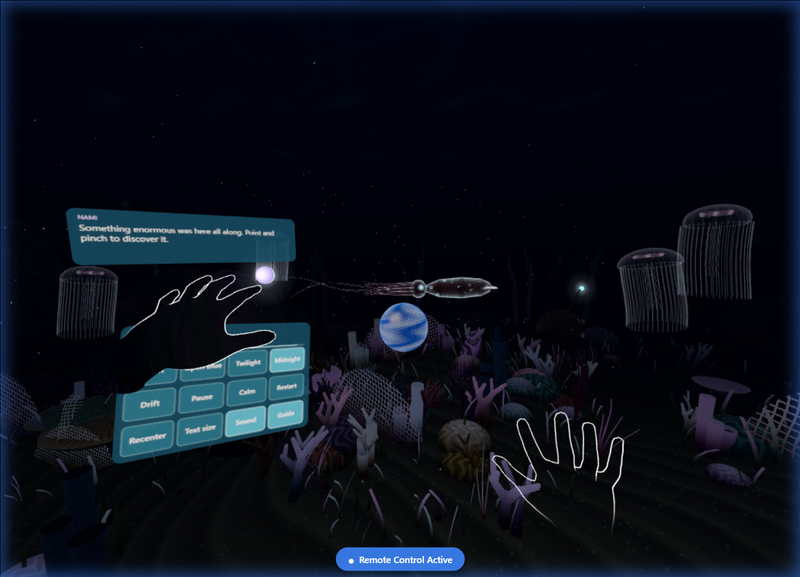 NAMI
Something enormous was here all along. Point and
pinch to discover it.
Twilight
Midnight
Drift
Pause
Calm
Restart
Recenter
Text size
Sound
Guide
Remote Control Active